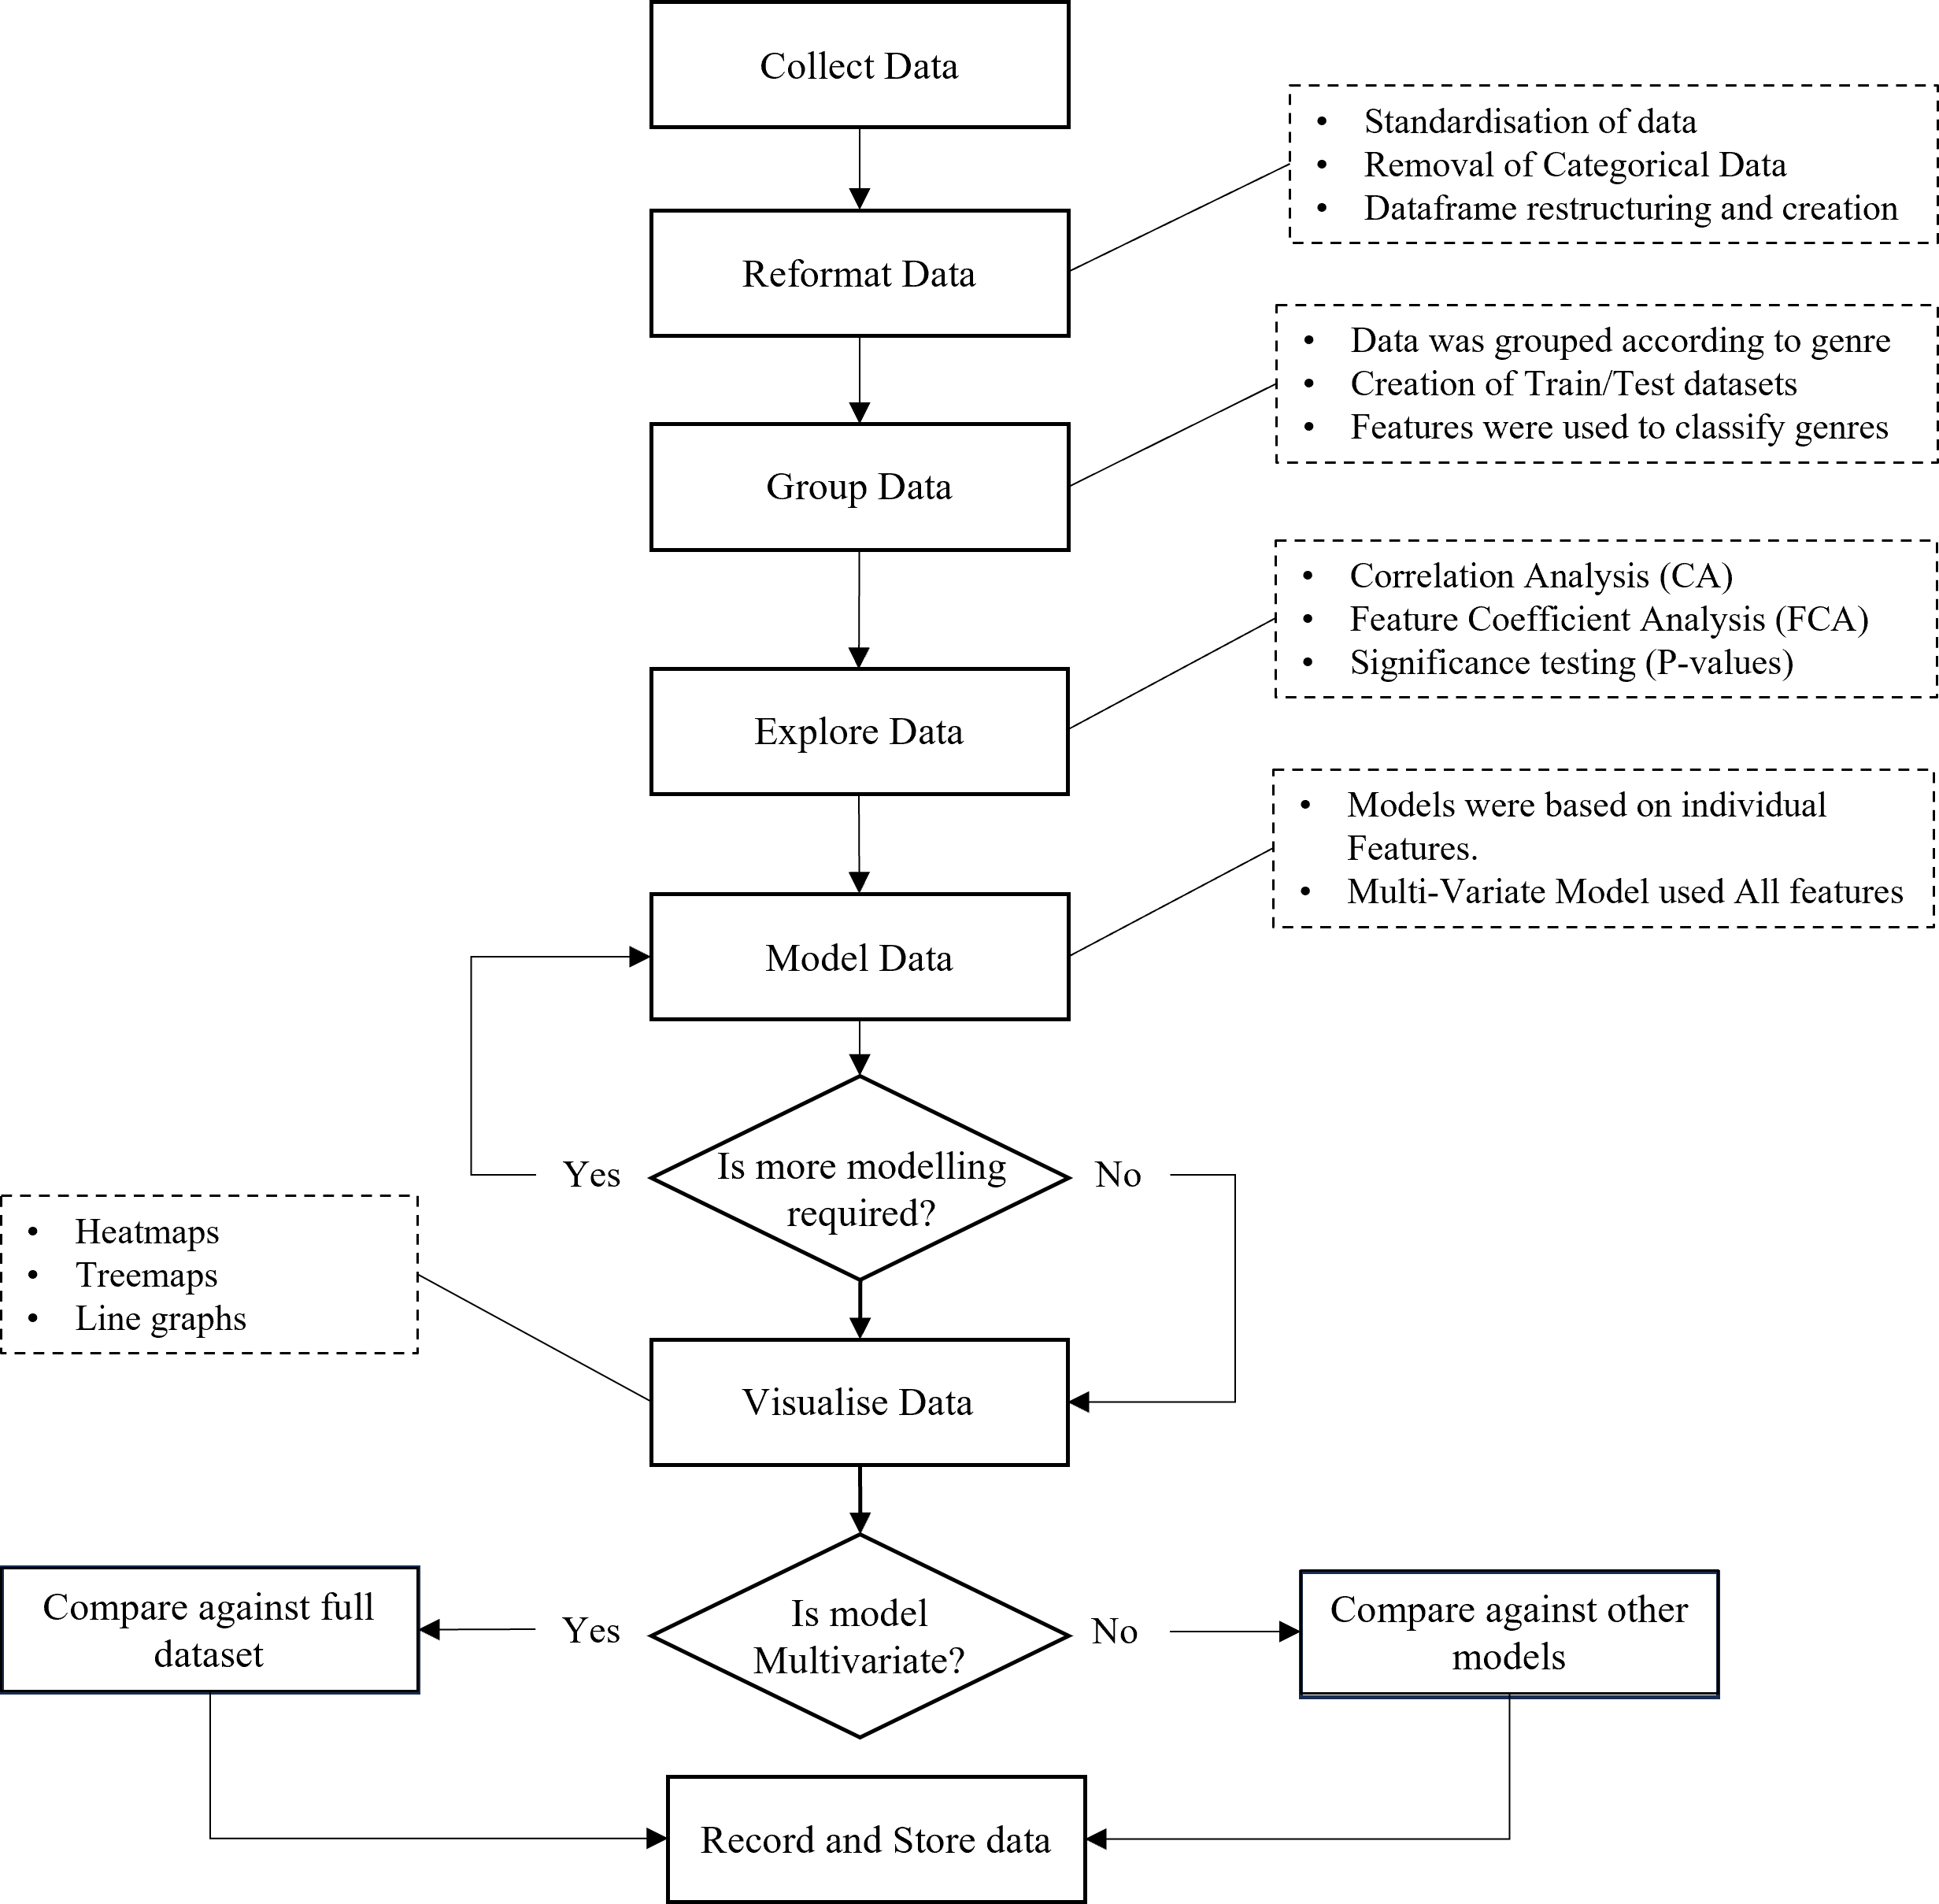 Collect Data
• Standardisation of data
• Removal of Categorical Data
• Dataframe restructuring and creation
Reformat Data
• Data was grouped according to genre
• Creation of Train/Test datasets
• Features were used to classify genres
Group Data
• Correlation Analysis (CA)
• Feature Coefficient Analysis (FCA)
• Significance testing (P-values)
Explore Data
• Models were based on individual
Features.
• Multi-Variate Model used All features
Model Data
Is more modelling
required?
Yes
No
• Heatmaps
• Treemaps
• Line graphs
Visualise Data
Is model
Multivariate?
Yes
No
Compare against full
dataset
Compare against other
models
Record and Store data